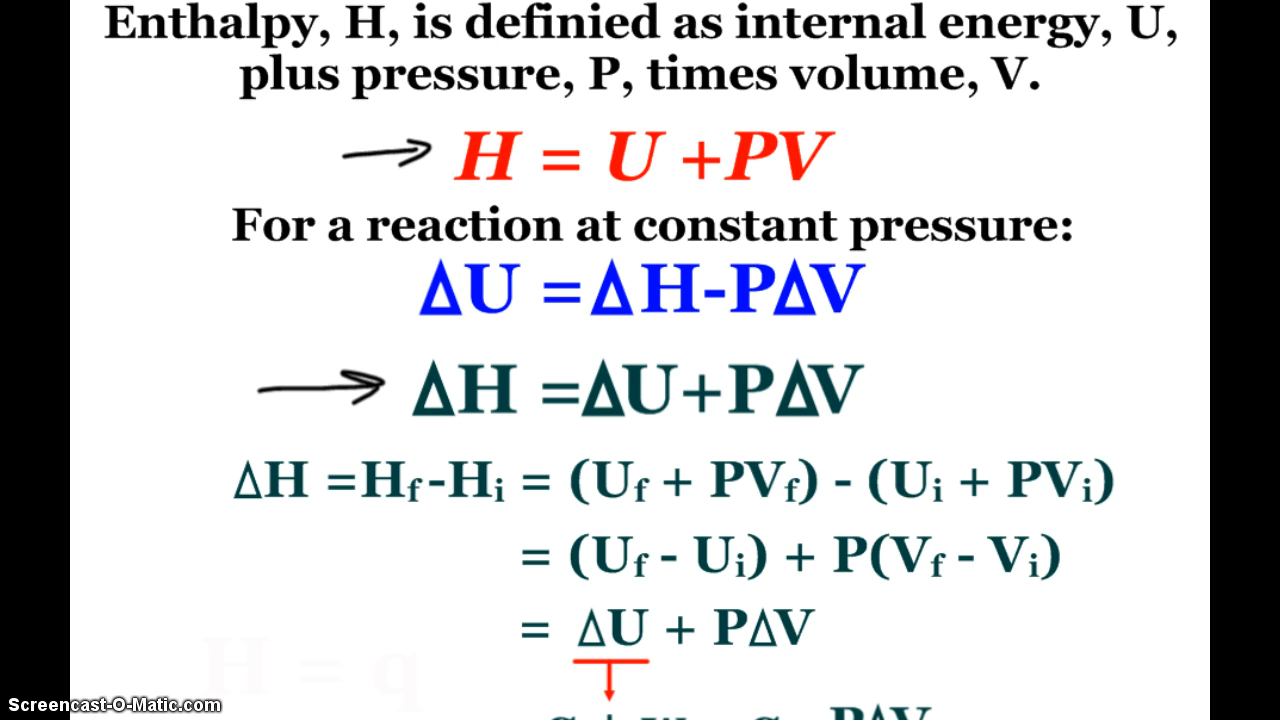 Enthalpy, H, is definied as internal energy, U,
plus pressure, P, times volume, V.
H = U +PV
For a reaction at constant pressure:
ΔU =ΔH-PΔV
ΔH =ΔU+PΔV
ΔH =Hf-Hi = (Uf + PVf) - (Ui + PVi)
= (Uf - Ui) + P(Vf - Vi)
= ΔU + PΔV
H = q
Screencast-O-Matic.com